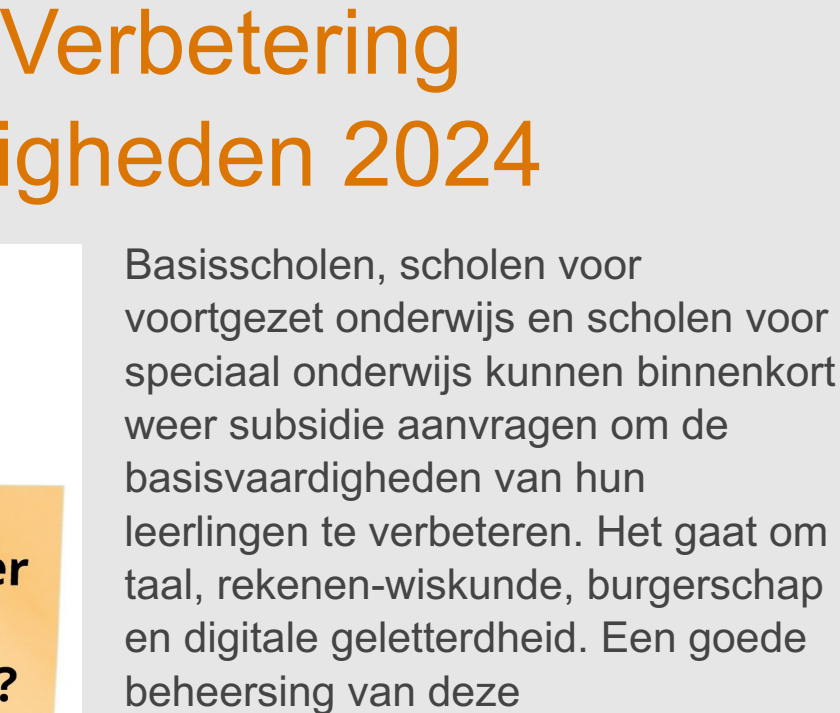 Verbetering
igheden 2024
Basisscholen, scholen voor
voortgezet onderwijs en scholen voor
speciaal onderwijs kunnen binnenkort
weer subsidie aanvragen om de
basisvaardigheden van hun
leerlingen te verbeteren. Het gaat om
taal, rekenen-wiskunde, burgerschap
en digitale geletterdheid. Een goede
beheersing van deze
er
?